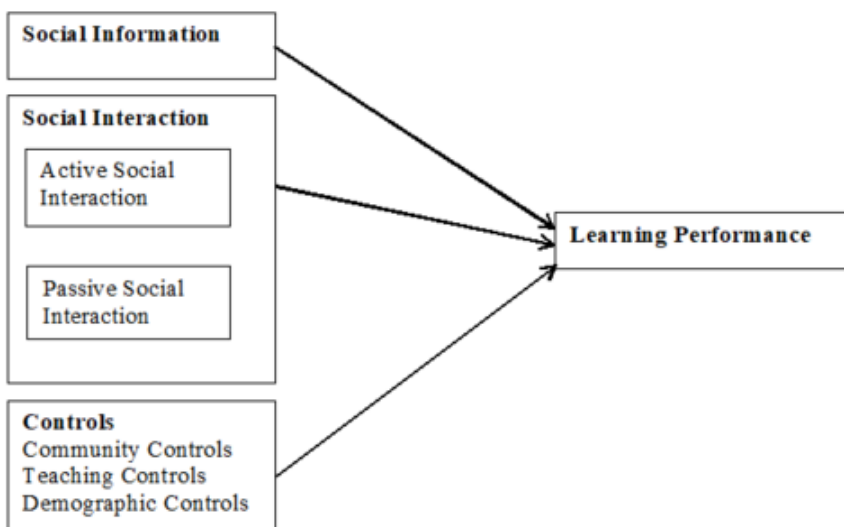 Social Information
Social Interaction
Active Social
Interaction
Passive Social
Interaction
Controls
Community Controls
Teaching Controls
Demographic Controls
Learning Performance